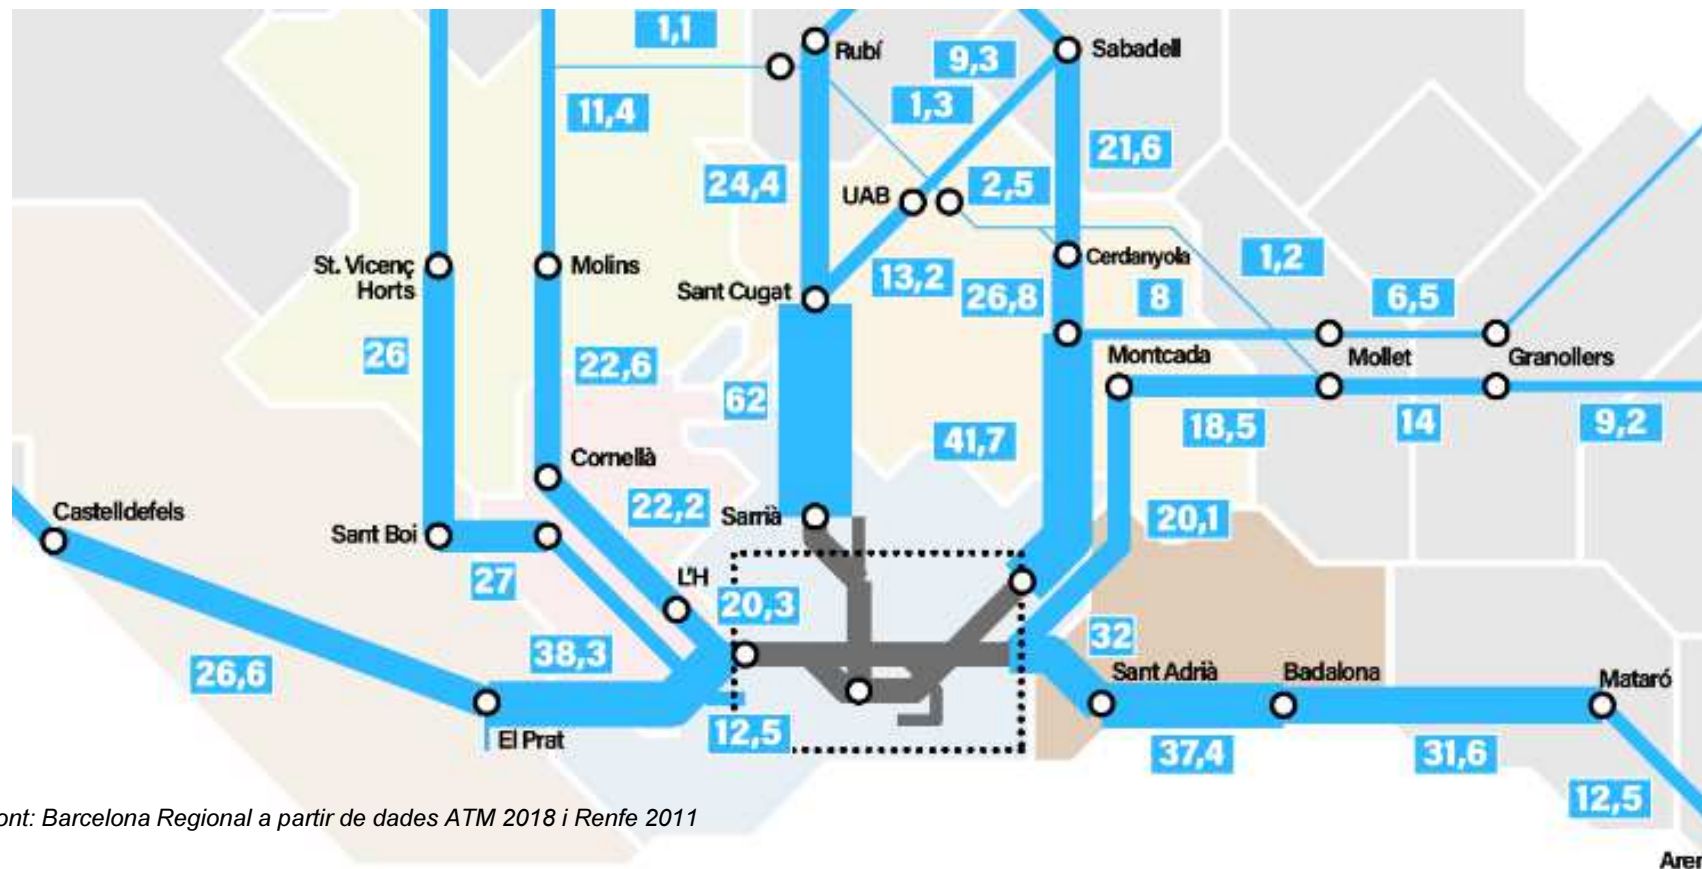 1,1
Rubí
9,3
Sabadell
1,3
11,4
21,6
24,4
UAB
2,5
St. Vicenç
Horts
Molins
Cerdanyola
1,2
Sant Cugat
13,2
26,8
8
6,5
26
22,6
Montcada
Mollet
Granollers
62
41,7
18,5
14
9,2
Cornellà
22,2
Castelldefels
Sarrià
Sant Boi
20,1
27
L'H
20,3
32
38,3
26,6
Sant Adrià
Badalona
Mataró
El Prat
12,5
37,4
31,6
12,5
ont: Barcelona Regional a partir de dades ATM 2018 i Renfe 2011
Aren